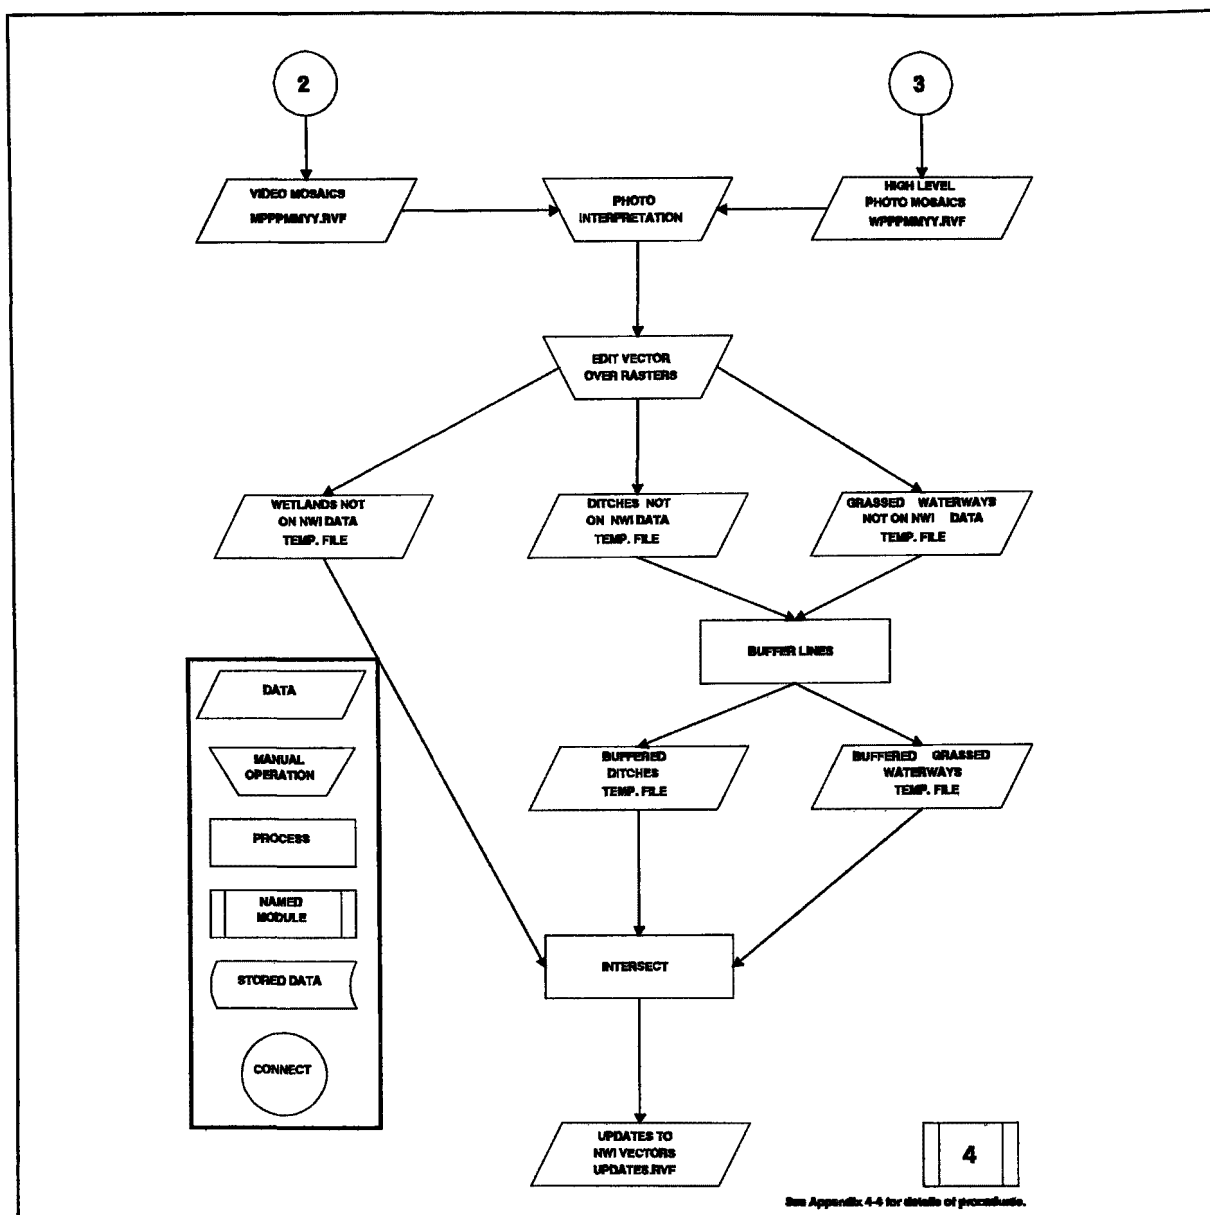 2
3
VIDEO MOSAICS
MPPPMMYY.RVF
PHOTO
INTERPRETATION
HIGH LEVEL
PHOTO MOSAICS
WPPPMMYY.RVF
EDIT VECTOR
OVER RASTERS
WETLANDS NOT
ON NWI DATA
TEMP. FILE
DITCHES NOT
ON NWI DATA
TEMP. FILE
GRASSED WATERWAYS
NOT ON NWI DATA
TEMP. FILE
BUFFER LINES
BUFFERED
DITCHES
TEMP. FILE
BUFFERED GRASSED
WATERWAYS
TEMP. FILE
INTERSECT
UPDATES TO
NWI VECTORS
UPDATES.RVF
DATA
MANUAL
OPERATION
PROCESS
NAMED
MODULE
STORED DATA
CONNECT
4
See Appendix 4-4 for details of procedures.